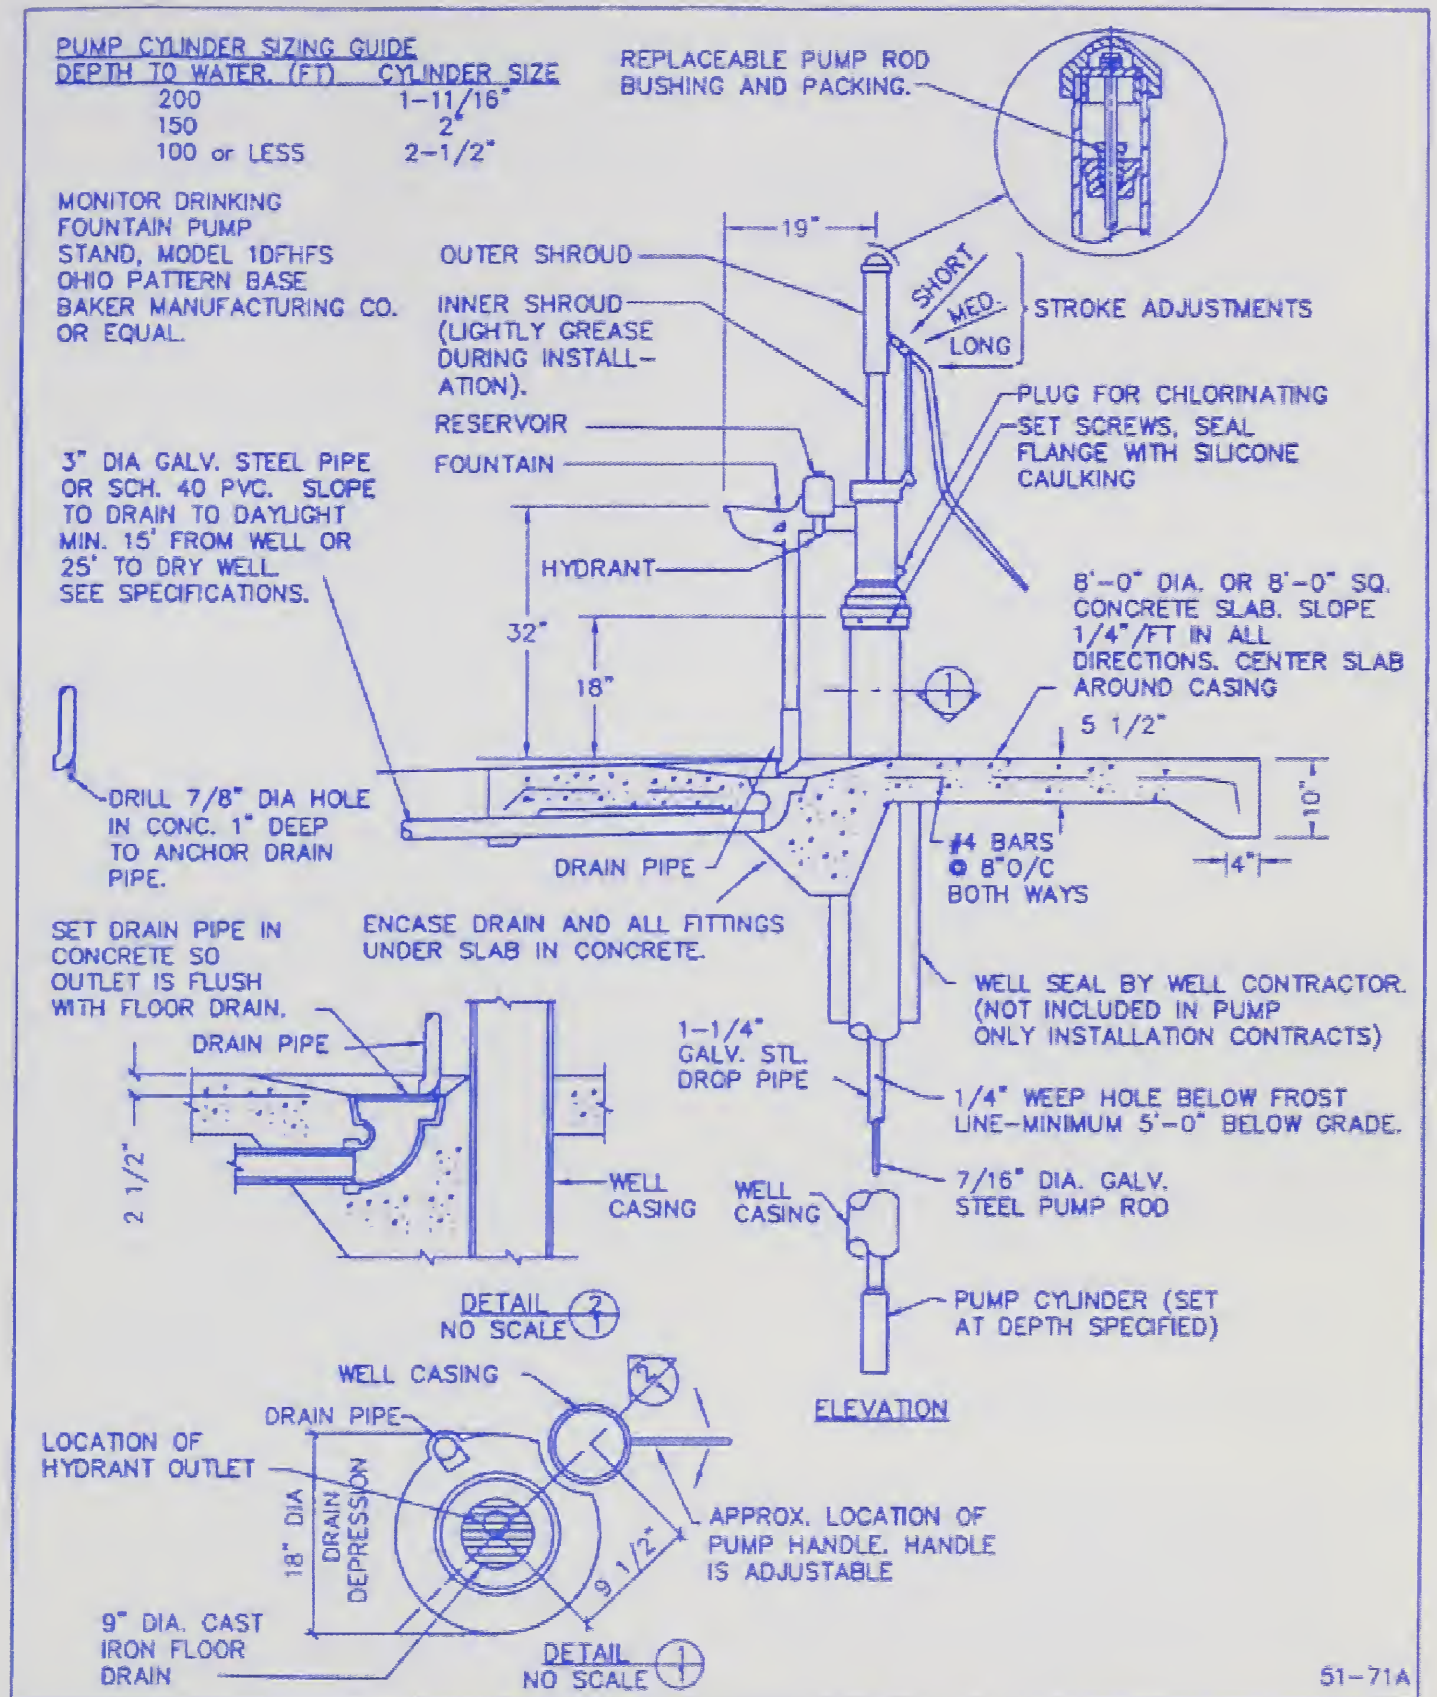 PUMP CYLINDER SIZING GUIDE
DEPTH TO WATER. (FT) CYLINDER SIZE
200 1-11/16"
150 2"
100 or LESS 2-1/2"
REPLACEABLE PUMP ROD
BUSHING AND PACKING.
MONITOR DRINKING
FOUNTAIN PUMP
STAND, MODEL 1DFHFS
OHIO PATTERN BASE
BAKER MANUFACTURING CO.
OR EQUAL.
19"
OUTER SHROUD
INNER SHROUD
(LIGHTLY GREASE
DURING INSTALL-
ATION).
SHORT
MED.
LONG
STROKE ADJUSTMENTS
RESERVOIR
FOUNTAIN
PLUG FOR CHLORINATING
SET SCREWS, SEAL
FLANGE WITH SILICONE
CAULKING
3" DIA GALV. STEEL PIPE
OR SCH. 40 PVC. SLOPE
TO DRAIN TO DAYLIGHT
MIN. 15' FROM WELL OR
25' TO DRY WELL
SEE SPECIFICATIONS.
HYDRANT
32"
18"
1
8'-0" DIA. OR 8'-0" SQ.
CONCRETE SLAB. SLOPE
1/4"/FT IN ALL
DIRECTIONS. CENTER SLAB
AROUND CASING
5 1/2"
10"
4"
DRILL 7/8" DIA HOLE
IN CONC. 1" DEEP
TO ANCHOR DRAIN
PIPE.
DRAIN PIPE
#4 BARS
@ 8"O/C
BOTH WAYS
ENCASE DRAIN AND ALL FITTINGS
UNDER SLAB IN CONCRETE.
SET DRAIN PIPE IN
CONCRETE SO
OUTLET IS FLUSH
WITH FLOOR DRAIN.
DRAIN PIPE
2 1/2"
WELL
CASING
DETAIL 2
NO SCALE 1
WELL SEAL BY WELL CONTRACTOR.
(NOT INCLUDED IN PUMP
ONLY INSTALLATION CONTRACTS)
1-1/4"
GALV. STL.
DROP PIPE
1/4" WEEP HOLE BELOW FROST
LINE-MINIMUM 5'-0" BELOW GRADE.
7/16" DIA. GALV.
STEEL PUMP ROD
WELL
CASING
PUMP CYLINDER (SET
AT DEPTH SPECIFIED)
ELEVATION
WELL CASING
2
DRAIN PIPE
LOCATION OF
HYDRANT OUTLET
18" DIA
DRAIN
DEPRESSION
APPROX. LOCATION OF
PUMP HANDLE. HANDLE
IS ADJUSTABLE
9 1/2"
9" DIA. CAST
IRON FLOOR
DRAIN
DETAIL 1
NO SCALE
51-71A